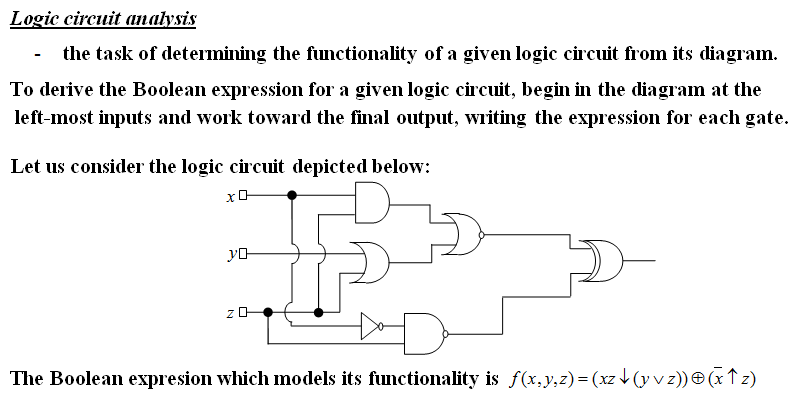 Logic circuit analysis
- the task of determining the functionality of a given logic circuit from its diagram.
To derive the Boolean expression for a given logic circuit, begin in the diagram at the
left-most inputs and work toward the final output, writing the expression for each gate.
Let us consider the logic circuit depicted below:
x
y
z
The Boolean expresion which models its functionality is f(x,y,z)=(xz↓(y∨z))⊕(x̄↑z)